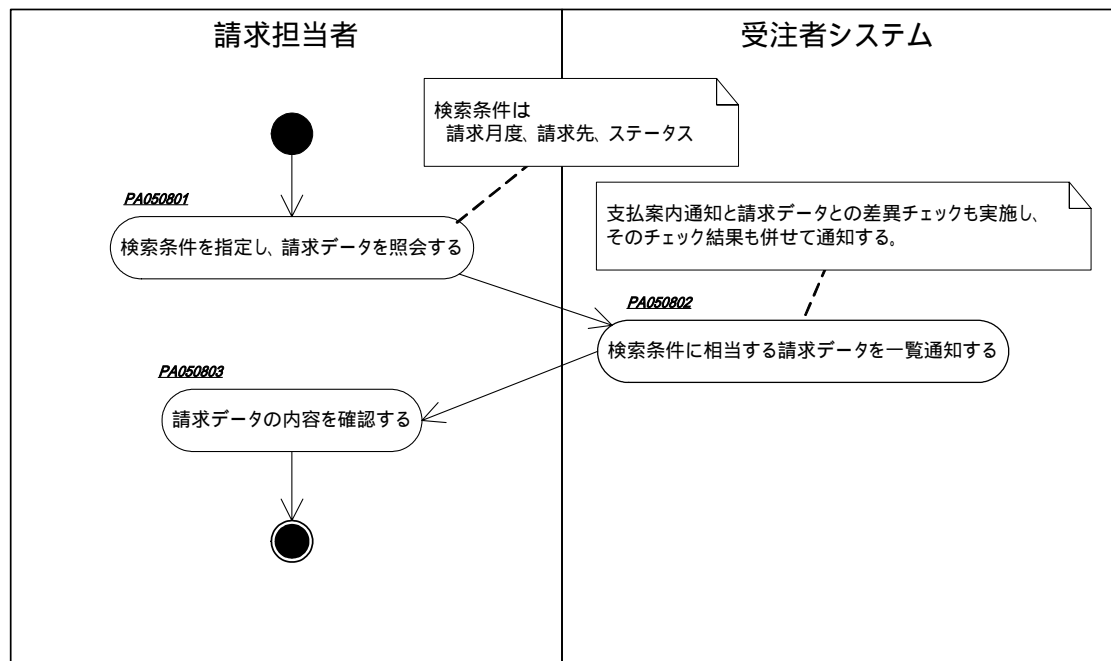 請求担当者
受注者システム
検索条件は
請求月度、請求先、ステータス
PA050801
検索条件を指定し、請求データを照会する
支払案内通知と請求データとの差異チェックも実施し、
そのチェック結果も併せて通知する。
PA050802
検索条件に相当する請求データを一覧通知する
PA050803
請求データの内容を確認する